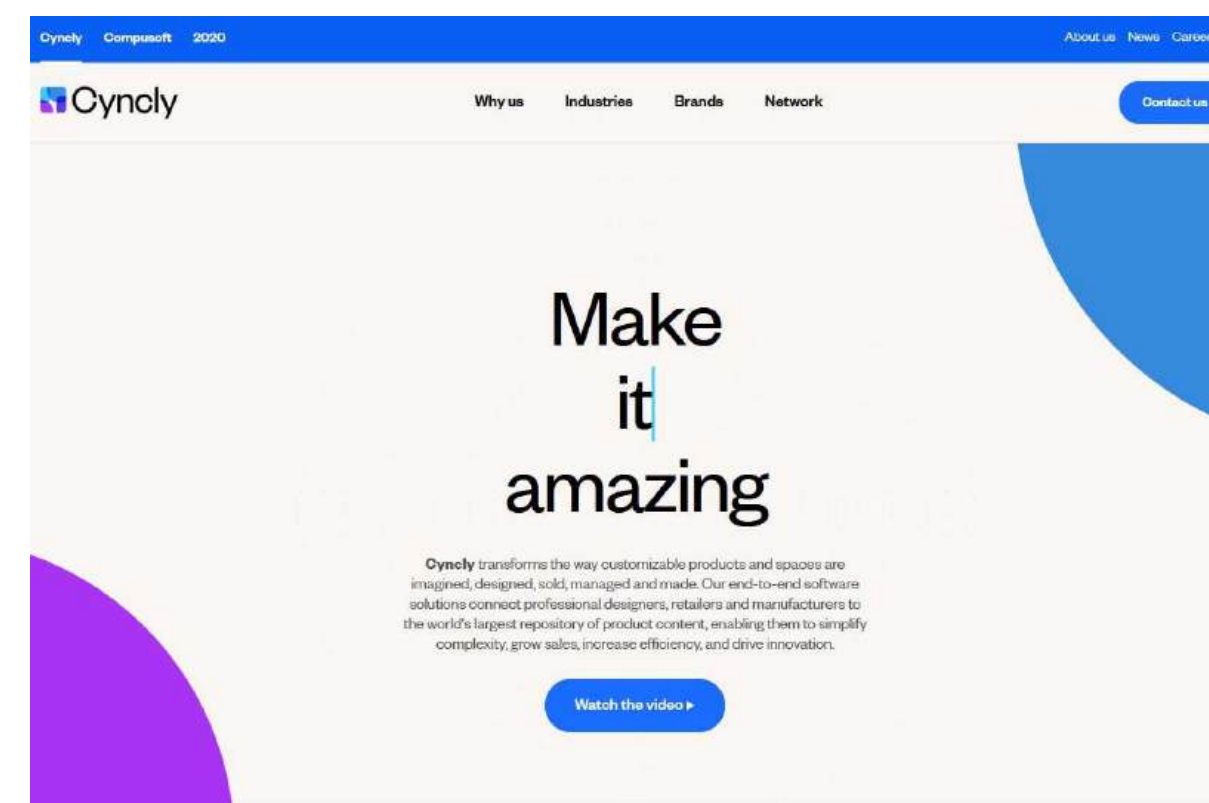 Cyncly Compusoft 2020
About us News Career
Cyncly
Why us Industries Brands Network
Contact us
Make
it
amazing
Cyncly transforms the way customizable products and spaces are
imagined, designed, sold, managed and made. Our end-to-end software
solutions connect professional designers, retailers and manufacturers to
the world's largest repository of product content, enabling them to simplify
complexity, grow sales, increase efficiency, and drive innovation.
Watch the video